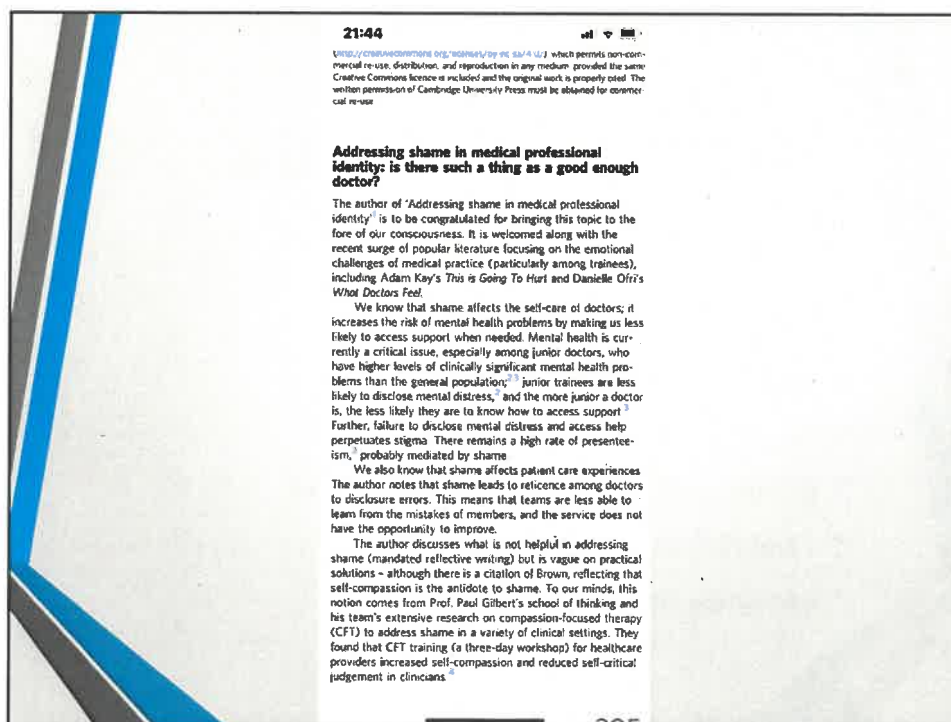 21:44
(http://creativecommons.org/licenses/by-nc-sa/4.0/) which permits non-com-
mercial re-use, distribution, and reproduction in any medium, provided the same
Creative Commons licence is included and the original work is properly cited. The
written permission of Cambridge University Press must be obtained for commer-
cial re-use
Addressing shame in medical professional
identity: is there such a thing as a good enough
doctor?
The author of 'Addressing shame in medical professional
identity'1 is to be congratulated for bringing this topic to the
fore of our consciousness. It is welcomed along with the
recent surge of popular literature focusing on the emotional
challenges of medical practice (particularly among trainees),
including Adam Kay's This is Going To Hurt and Danielle Ofri's
What Doctors Feel.
We know that shame affects the self-care of doctors; it
increases the risk of mental health problems by making us less
likely to access support when needed. Mental health is cur-
rently a critical issue, especially among junior doctors, who
have higher levels of clinically significant mental health pro-
blems than the general population;2,3 junior trainees are less
likely to disclose mental distress,2 and the more junior a doctor
is, the less likely they are to know how to access support 3
Further, failure to disclose mental distress and access help
perpetuates stigma There remains a high rate of presentee-
ism,3 probably mediated by shame
We also know that shame affects patient care experiences
The author notes that shame leads to reticence among doctors
to disclosure errors. This means that teams are less able to
learn from the mistakes of members, and the service does not
have the opportunity to improve.
The author discusses what is not helpful in addressing
shame (mandated reflective writing) but is vague on practical
solutions – although there is a citation of Brown, reflecting that
self-compassion is the antidote to shame. To our minds, this
notion comes from Prof. Paul Gilbert's school of thinking and
his team's extensive research on compassion-focused therapy
(CFT) to address shame in a variety of clinical settings. They
found that CFT training (a three-day workshop) for healthcare
providers increased self-compassion and reduced self-critical
judgement in clinicians 4